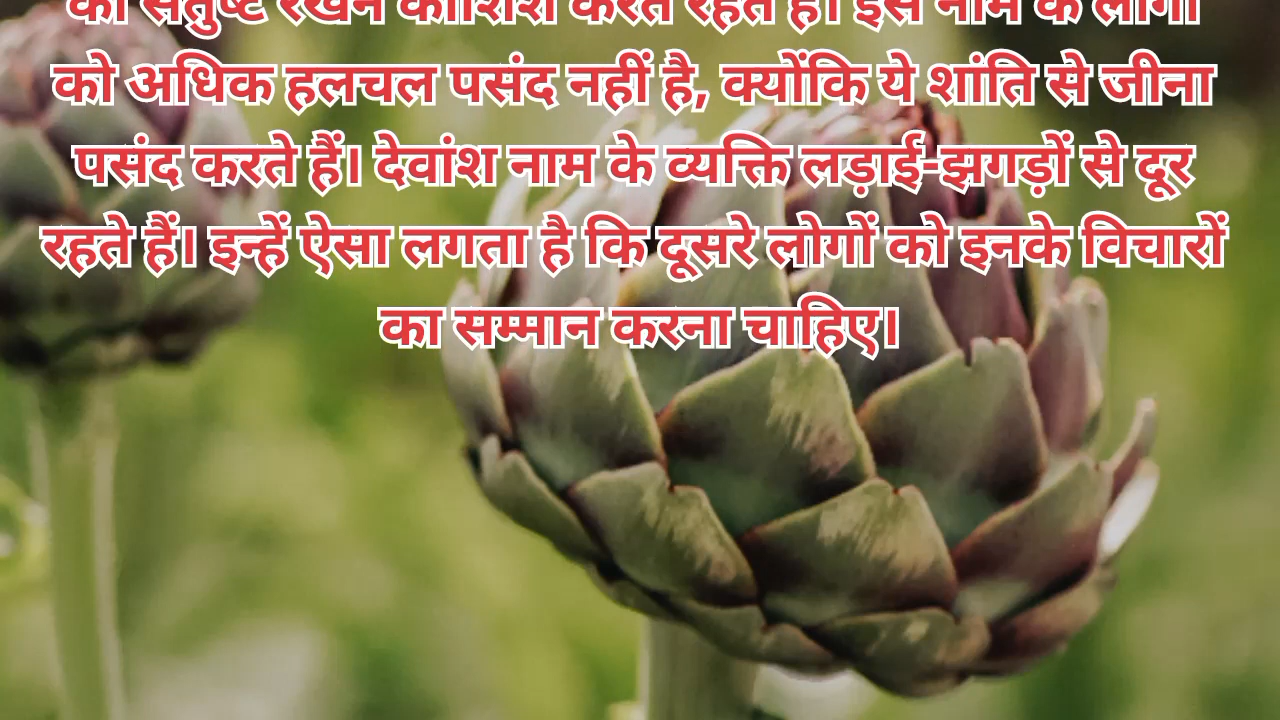 को संतुष्ट रखने कोशिश करते रहते हैं। इस नाम के लोगों
को अधिक हलचल पसंद नहीं है, क्योंकि ये शांति से जीना
पसंद करते हैं। देवांश नाम के व्यक्ति लड़ाई-झगड़ों से दूर
रहते हैं। इन्हें ऐसा लगता है कि दूसरे लोगों को इनके विचारों
का सम्मान करना चाहिए।